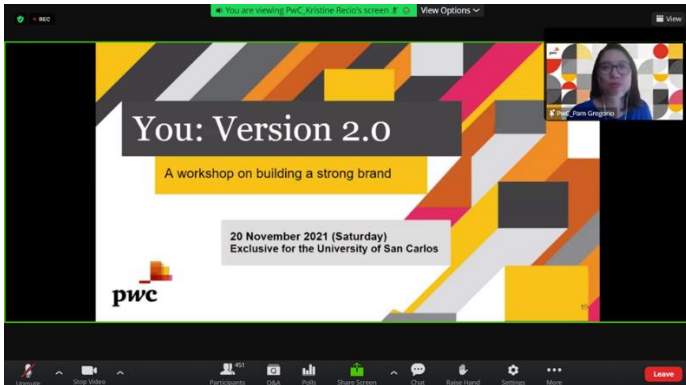 You are viewing PwC_Kristine Recio's screen
View Options
REC
View
pwc
PwC_Pam Gregorio
You: Version 2.0
A workshop on building a strong brand
20 November 2021 (Saturday)
Exclusive for the University of San Carlos
pwc
19
Unmute
Stop Video
451
Participants
Q&A
Polls
Share Screen
Chat
Raise Hand
Settings
More
Leave